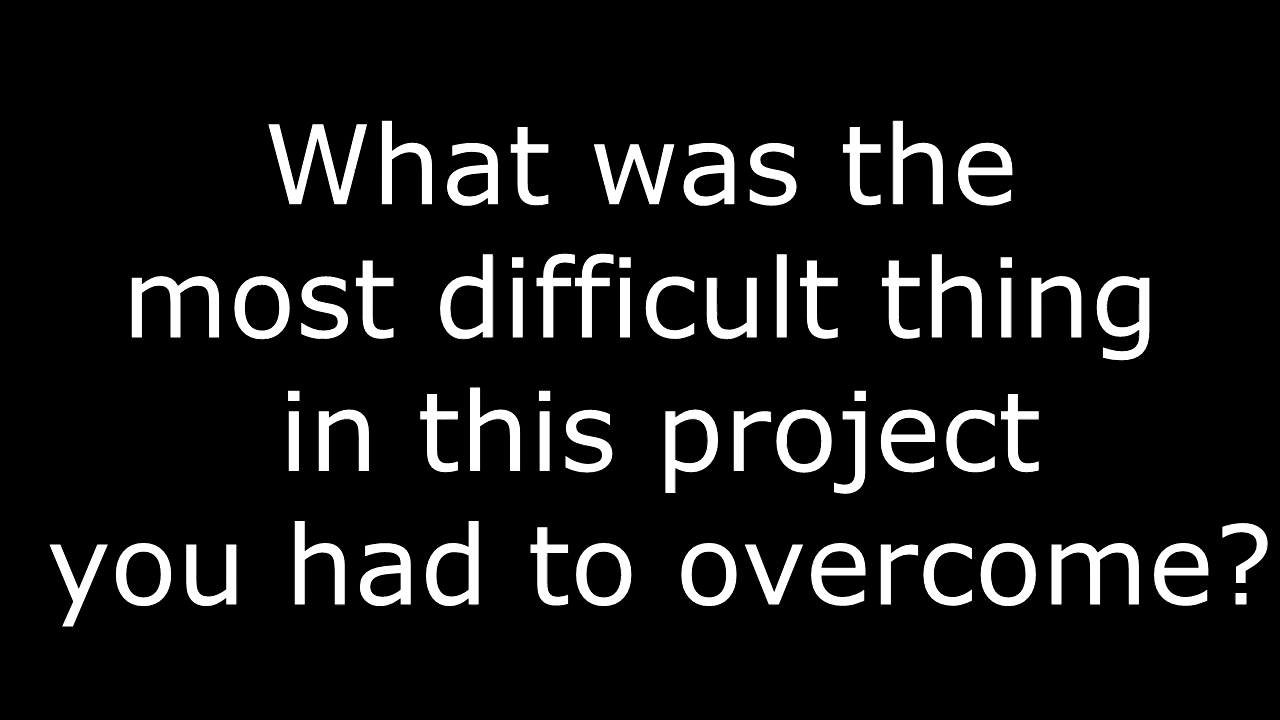 What was the
most difficult thing
in this project
you had to overcome?